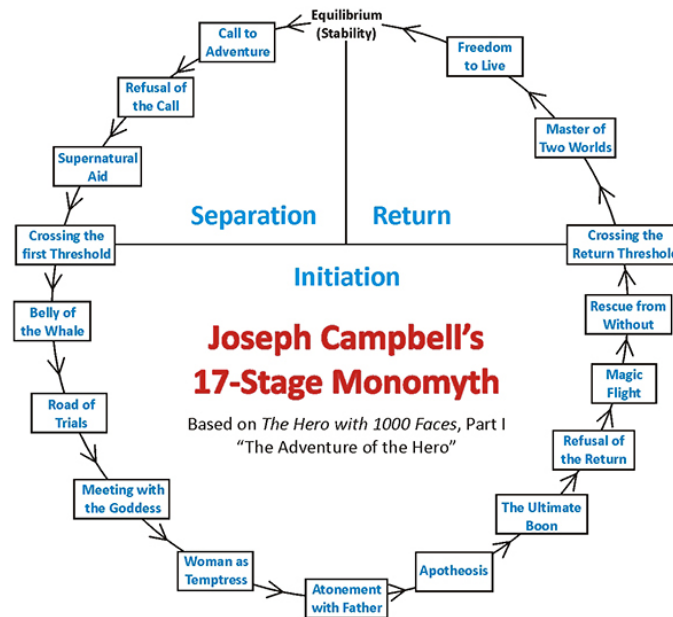 Equilibrium
(Stability)
Call to
Adventure
Refusal of
the Call
Supernatural
Aid
Crossing the
first Threshold
Belly of
the Whale
Road of
Trials
Meeting with
the Goddess
Woman as
Temptress
Atonement
with Father
Apotheosis
The Ultimate
Boon
Refusal of
the Return
Magic
Flight
Rescue from
Without
Crossing the
Return Threshold
Master of
Two Worlds
Freedom
to Live
Separation
Return
Initiation
Joseph Campbell's
17-Stage Monomyth
Based on The Hero with 1000 Faces, Part I
“The Adventure of the Hero”